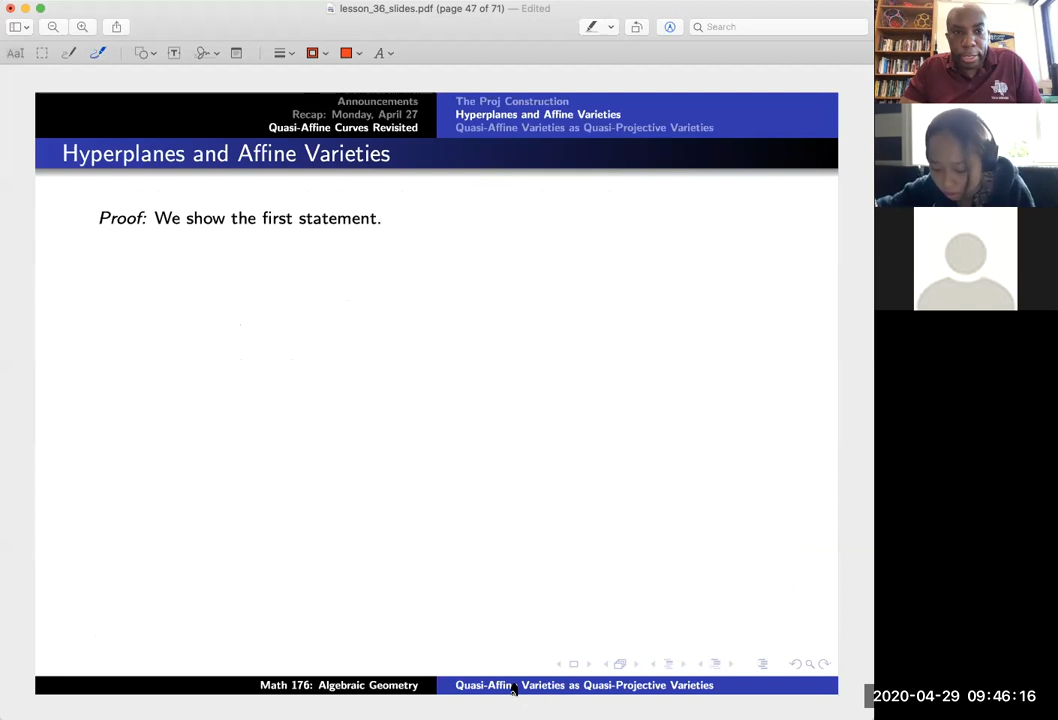 lesson_36_slides.pdf (page 47 of 71) — Edited
Search
AaI
A
Announcements
Recap: Monday, April 27
Quasi-Affine Curves Revisited
The Proj Construction
Hyperplanes and Affine Varieties
Quasi-Affine Varieties as Quasi-Projective Varieties
Hyperplanes and Affine Varieties
Proof: We show the first statement.
Math 176: Algebraic Geometry
Quasi-Affine Varieties as Quasi-Projective Varieties
2020-04-29 09:46:16